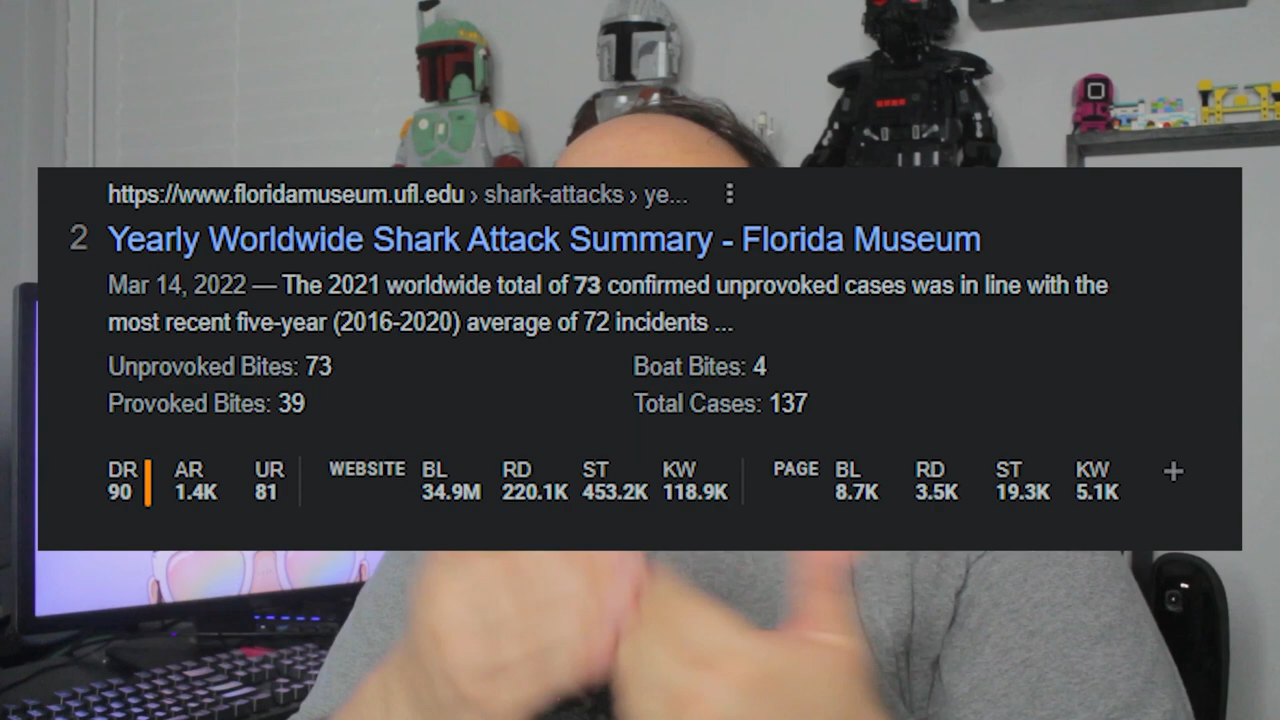 https://www.floridamuseum.ufl.edu › shark-attacks › ye...
2 Yearly Worldwide Shark Attack Summary - Florida Museum
Mar 14, 2022 — The 2021 worldwide total of 73 confirmed unprovoked cases was in line with the
most recent five-year (2016-2020) average of 72 incidents ...
Unprovoked Bites: 73 Boat Bites: 4
Provoked Bites: 39 Total Cases: 137
DR AR UR WEBSITE BL RD ST KW PAGE BL RD ST KW
90 1.4K 81 34.9M 220.1K 453.2K 118.9K 8.7K 3.5K 19.3K 5.1K